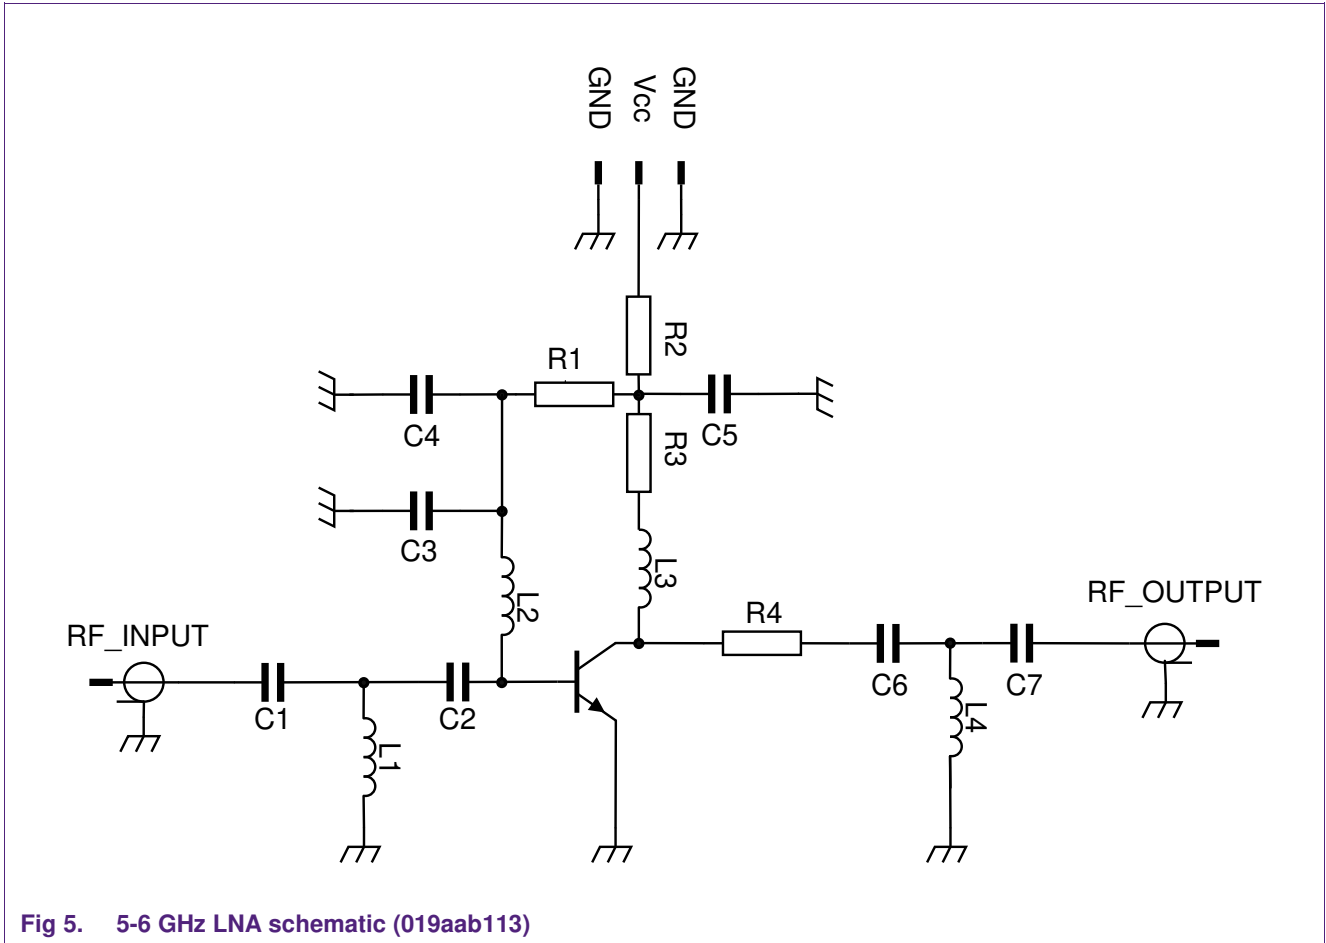 GND
Vcc
GND
R2
R1
C4
R3
C5
C3
L2
L3
RF_INPUT
R4
RF_OUTPUT
C1
C2
C6
C7
L1
L4
Fig 5. 5-6 GHz LNA schematic (019aab113)